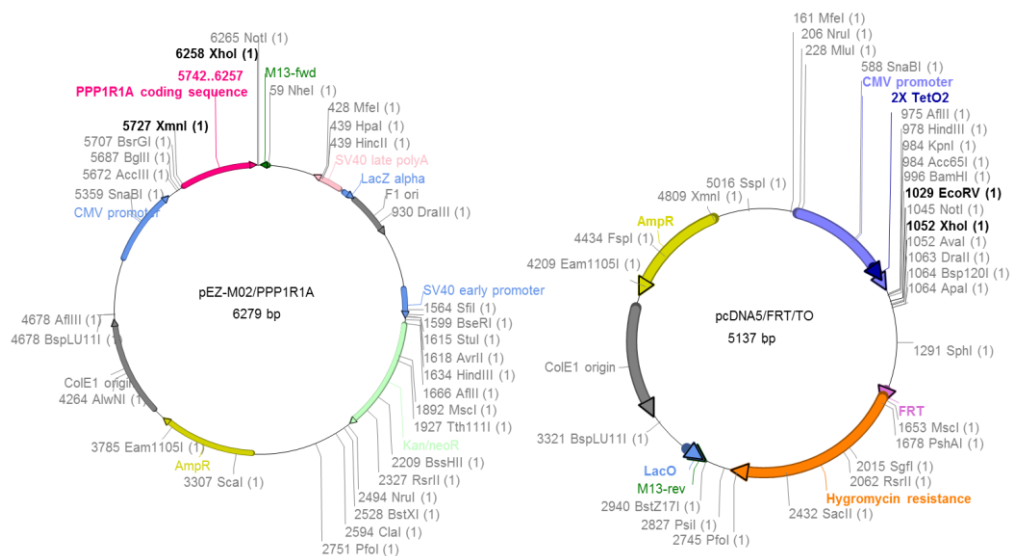 6265 NotI (1)
6258 XhoI (1)
5742..6257
PPP1R1A coding sequence
M13-fwd
59 NheI (1)
428 MfeI (1)
439 HpaI (1)
439 HincII (1)
SV40 late polyA
LacZ alpha
F1 ori
930 DraIII (1)
5727 XmnI (1)
5707 BsrGI (1)
5687 BglII (1)
5672 AccIII (1)
5359 SnaBI (1)
CMV promoter
pEZ-M02/PPP1R1A
6279 bp
SV40 early promoter
1564 SfiI (1)
1599 BseRI (1)
1615 StuI (1)
1618 AvrII (1)
1634 HindIII (1)
1666 AflII (1)
1892 MscI (1)
1927 Tth111I (1)
Kan/neoR
2209 BssHII (1)
2327 RsrII (1)
2494 NruI (1)
2528 BstXI (1)
2594 ClaI (1)
2751 PfoI (1)
4678 AflIII (1)
4678 BspLU11I (1)
ColE1 origin
4264 AlwNI (1)
3785 Eam1105I (1)
AmpR
3307 ScaI (1)
161 MfeI (1)
206 NruI (1)
228 MluI (1)
588 SnaBI (1)
CMV promoter
2X TetO2
975 AflII (1)
978 HindIII (1)
984 KpnI (1)
984 Acc65I (1)
996 BamHI (1)
1029 EcoRV (1)
1045 NotI (1)
1052 XhoI (1)
1052 AvaI (1)
1063 DraII (1)
1064 Bsp120I (1)
1064 ApaI (1)
1291 SphI (1)
FRT
1653 MscI (1)
1678 PshAI (1)
2015 SgfI (1)
2062 RsrII (1)
Hygromycin resistance
2432 SacII (1)
2745 PfoI (1)
2827 PsiI (1)
2940 BstZ17I (1)
M13-rev
LacO
3321 BspLU11I (1)
ColE1 origin
4209 Eam1105I (1)
4434 FspI (1)
AmpR
4809 XmnI (1)
5016 SspI (1)
pcDNA5/FRT/TO
5137 bp